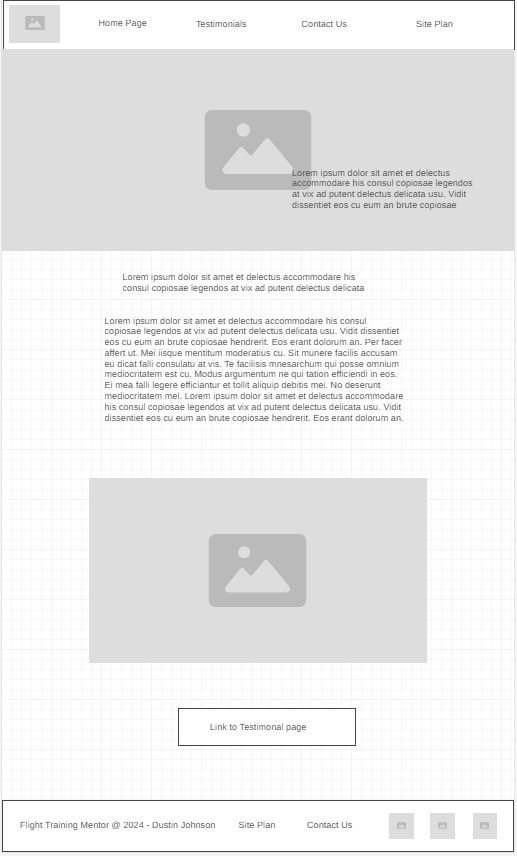 Home Page
Testimonials
Contact Us
Site Plan
Lorem ipsum dolor sit amet et delectus
accommodare his consul copiosae legendos
at vix ad putent delectus delicata usu. Vidit
dissentiet eos cu eum an brute copiosae
Lorem ipsum dolor sit amet et delectus accommodare his
consul copiosae legendos at vix ad putent delectus delicata
Lorem ipsum dolor sit amet et delectus accommodare his consul
copiosae legendos at vix ad putent delectus delicata usu. Vidit dissentiet
eos cu eum an brute copiosae hendrerit. Eos erant dolorum an. Per facer
affert ut. Mei iisque mentitum moderatius cu. Sit munere facilis accusam
eu dicat falli consulatu at vis. Te facilisis mnesarchum qui posse omnium
mediocritatem est cu. Modus argumentum ne qui tation efficiendi in eos.
Ei mea falli legere efficiantur et tollit aliquip debitis mei. No deserunt
mediocritatem mel. Lorem ipsum dolor sit amet et delectus accommodare
his consul copiosae legendos at vix ad putent delectus delicata usu. Vidit
dissentiet eos cu eum an brute copiosae hendrerit. Eos erant dolorum an.
Link to Testimonal page
Flight Training Mentor @ 2024 - Dustin Johnson
Site Plan
Contact Us